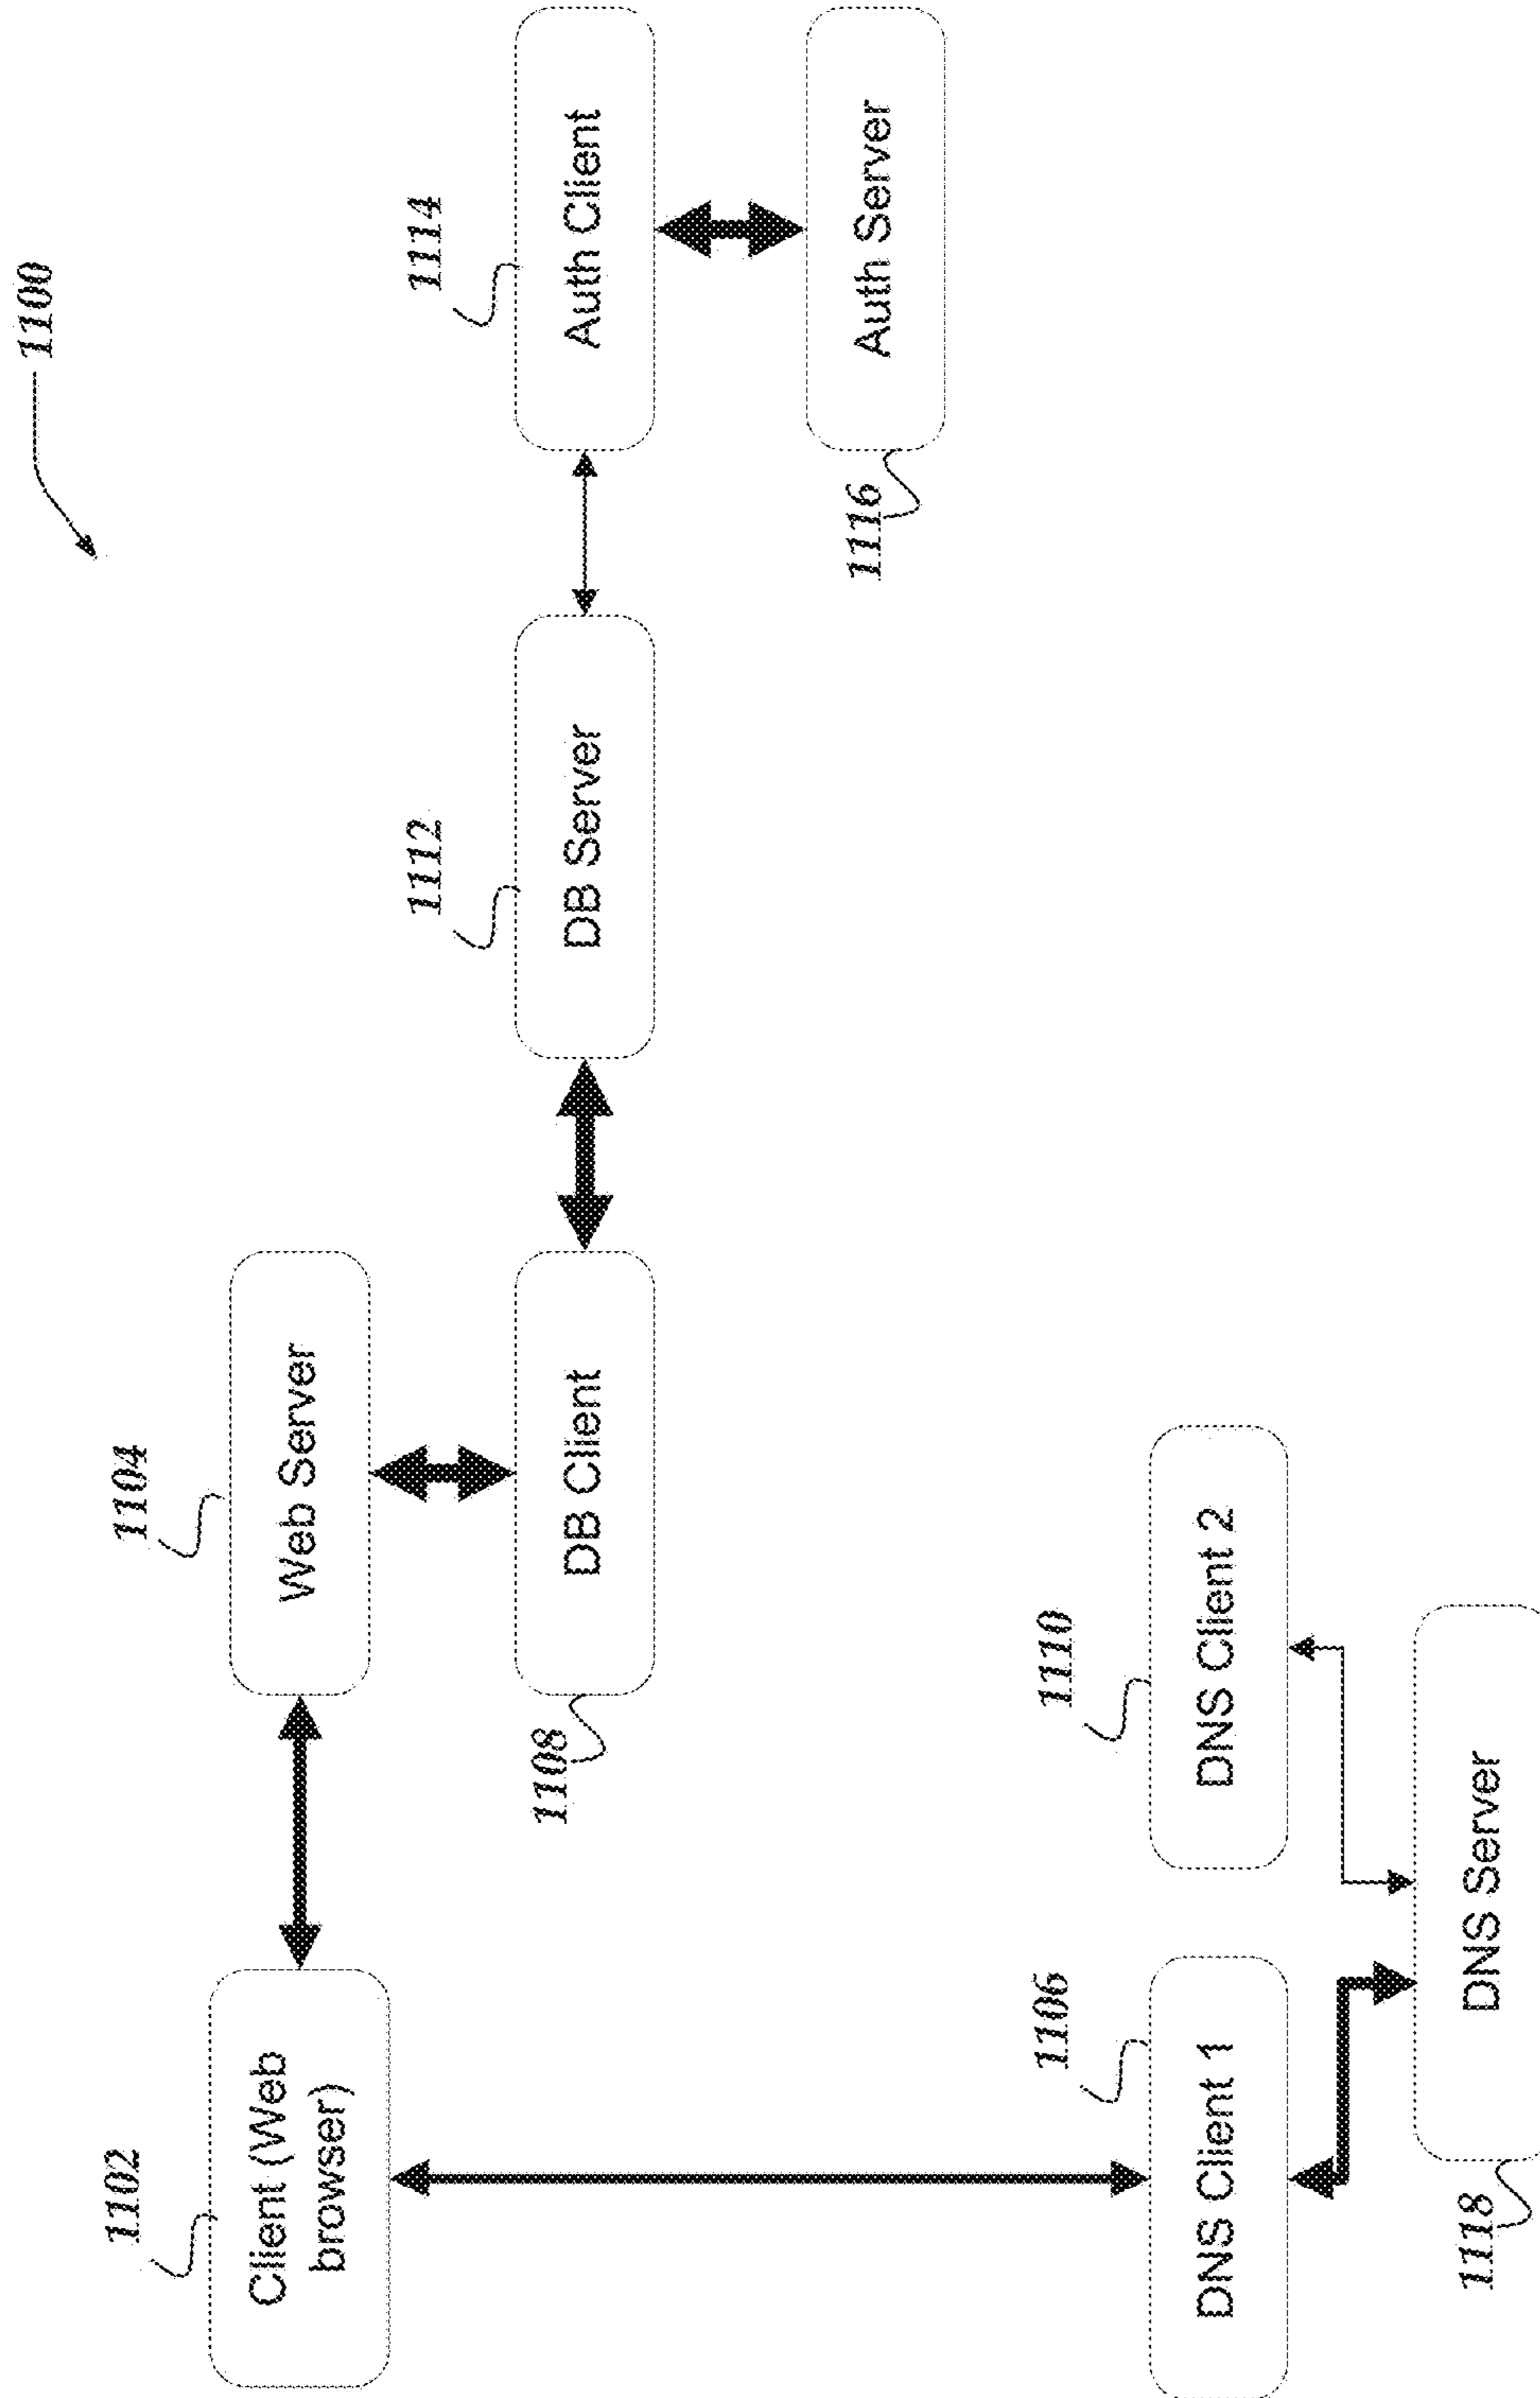 1100
1102
Client (Web
browser)
1104
Web Server
1108
DB Client
1112
DB Server
1114
Auth Client
1116
Auth Server
1106
DNS Client 1
1110
DNS Client 2
1118
DNS Server